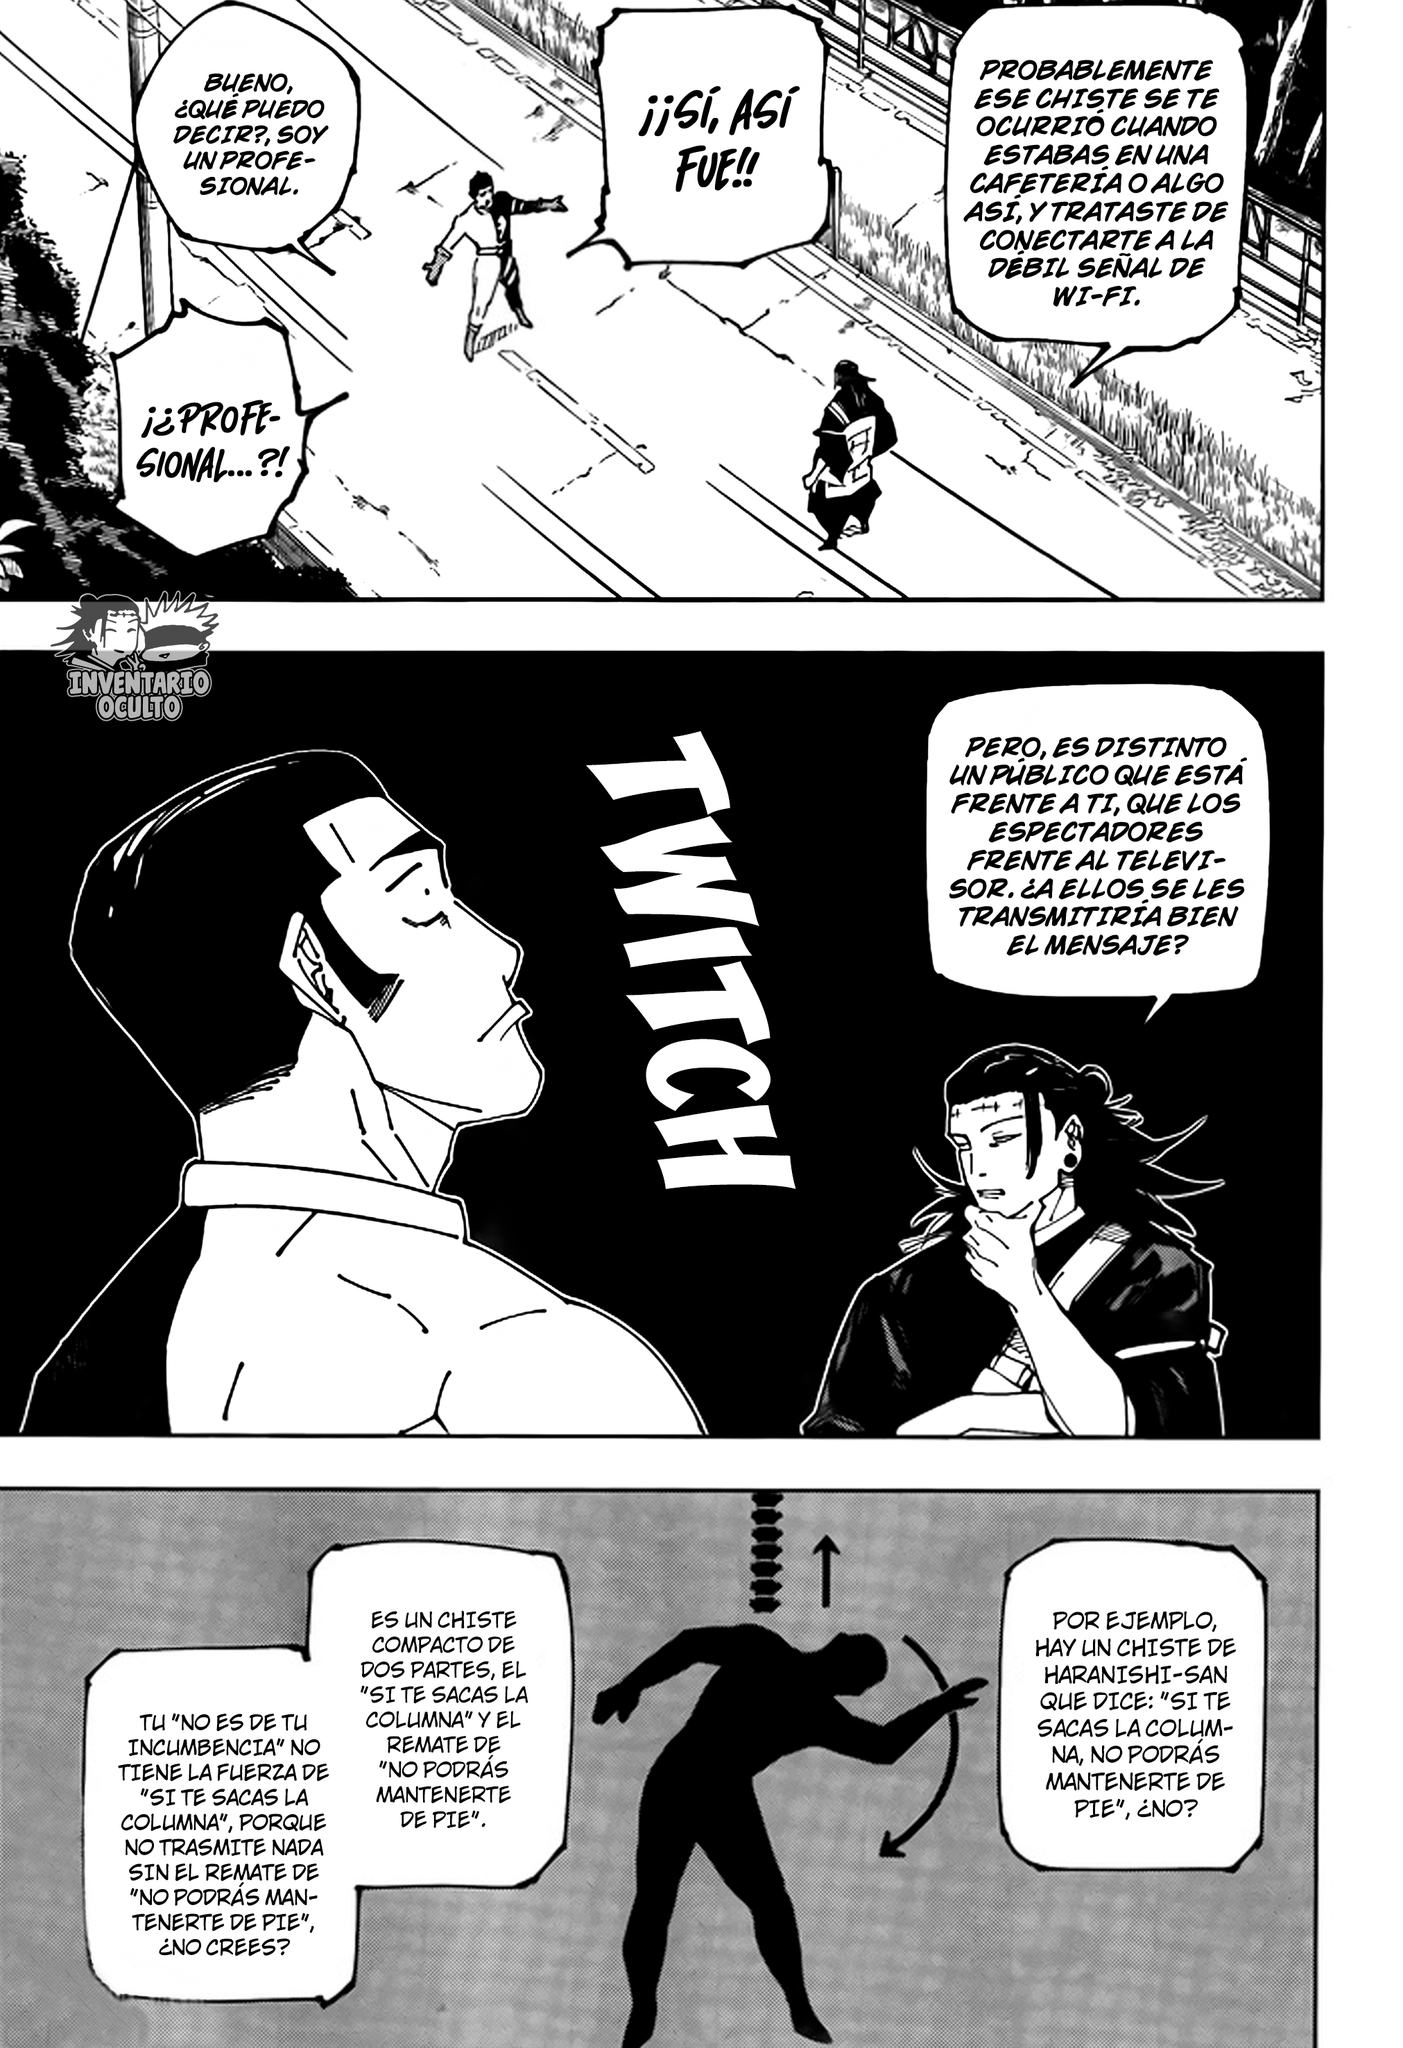 PROBABLEMENTE
ESE CHISTE SE TE
OCURRIÓ CUANDO
ESTABAS EN UNA
CAFETERÍA O ALGO
ASÍ, Y TRATASTE DE
CONECTARTE A LA
DÉBIL SEÑAL DE
WI-FI.
¡¡SÍ, ASÍ
FUE!!
BUENO,
¿QUÉ PUEDO
DECIR?, SOY
UN PROFE-
SIONAL.
¡¿PROFE-
SIONAL...?!
INVENTARIO
OCULTO
PERO, ES DISTINTO
UN PÚBLICO QUE ESTÁ
FRENTE A TI, QUE LOS
ESPECTADORES
FRENTE AL TELEVI-
SOR. ¿A ELLOS SE LES
TRANSMITIRÍA BIEN
EL MENSAJE?
TWITCH
POR EJEMPLO,
HAY UN CHISTE DE
HARANISHI-SAN
QUE DICE: "SI TE
SACAS LA COLUM-
NA, NO PODRÁS
MANTENERTE DE
PIE", ¿NO?
ES UN CHISTE
COMPACTO DE
DOS PARTES, EL
"SI TE SACAS LA
COLUMNA" Y EL
REMATE DE
"NO PODRÁS
MANTENERTE
DE PIE".
TU "NO ES DE TU
INCUMBENCIA" NO
TIENE LA FUERZA DE
"SI TE SACAS LA
COLUMNA", PORQUE
NO TRASMITE NADA
SIN EL REMATE DE
"NO PODRÁS MAN-
TENERTE DE PIE",
¿NO CREES?